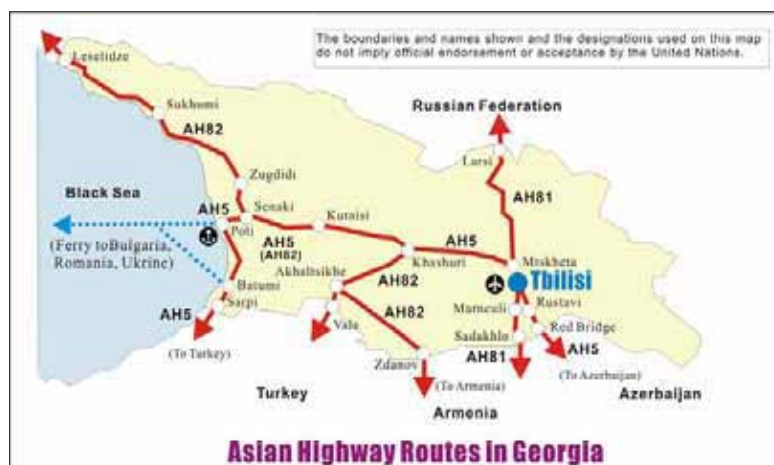 The boundaries and names shown and the designations used on this map
do not imply official endorsement or acceptance by the United Nations.
Leselidze
Sukhumi
AH82
Russian Federation
Larsi
Zugdidi
AH81
Black Sea
AH5
Senaki
Kutaisi
Poti
AH5
(AH82)
AH5
(Ferry toBulgaria,
Romania, Ukrine)
Khashuri
Mtskheta
Akhaltsikhe
AH82
Tbilisi
Batumi
Sarpi
AH82
Marneuli
Rustavi
AH5
Vale
Sadakhlo
Red Bridge
(To Turkey)
Zdanov
AH81
AH5
(To Armenia)
(To Azerbaijan)
Turkey
Armenia
Azerbaijan
Asian Highway Routes in Georgia